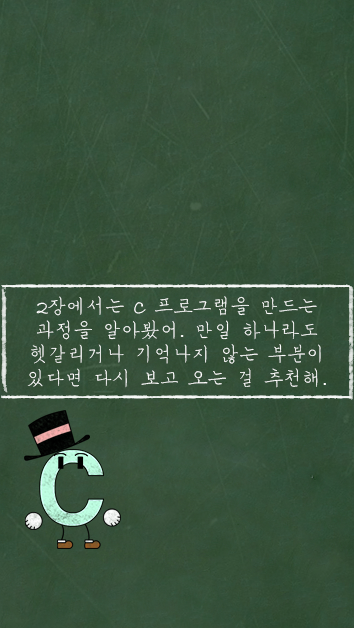 2장에서는 C 프로그램을 만드는
과정을 알아봤어. 만일 하나라도
헷갈리거나 기억나지 않는 부분이
있다면 다시 보고 오는 걸 추천해.